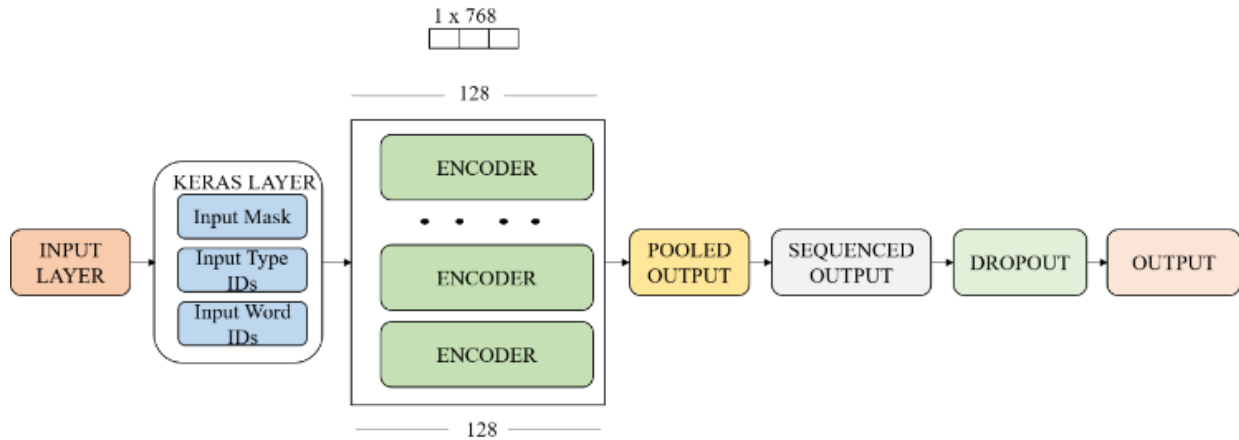 1 x 768
128
KERAS LAYER
Input Mask
Input Type
IDs
Input Word
IDs
INPUT
LAYER
ENCODER
ENCODER
ENCODER
POOLED
OUTPUT
SEQUENCED
OUTPUT
DROPOUT
OUTPUT
128